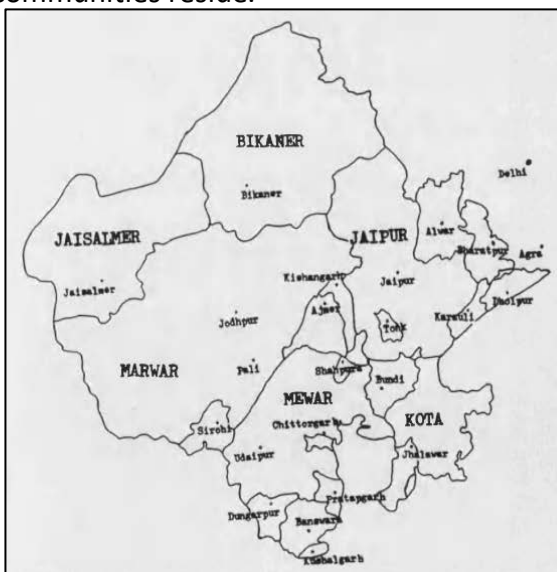 communities reside.
BIKANER
Delhi
Bikaner
JAISALMER
JAIPUR
Alwar
Bharatpur
Agra
Kishangarh
Jaisalmer
Jaipur
Ajmer
Dholpur
Jodhpur
Karauli
Tonk
MARWAR
Pali
Shahpura
Bundi
MEWAR
Sirohi
Chittorgarh
KOTA
Udaipur
Jhalawar
Pratapgarh
Dungarpur
Banswara
Kushalgarh